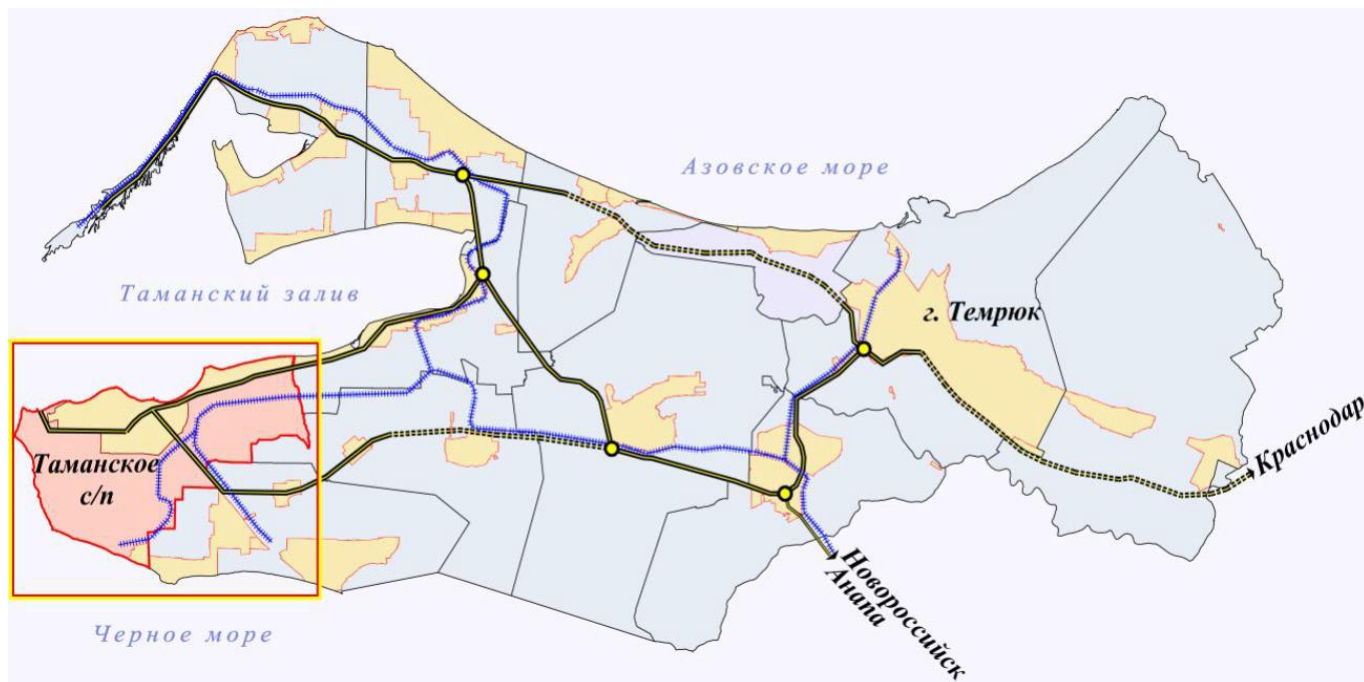 Азовское море
Таманский залив
г. Темрюк
Таманское
с/п
Краснодар
Новороссийск
Анапа
Черное море